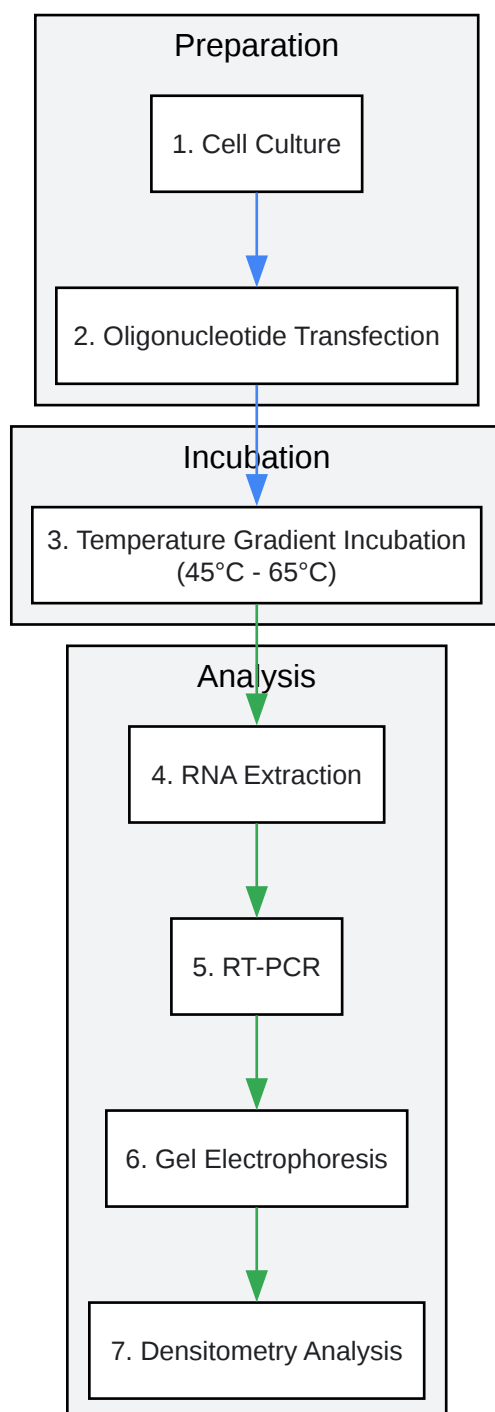 Preparation
1. Cell Culture
2. Oligonucleotide Transfection
Incubation
3. Temperature Gradient Incubation
(45°C - 65°C)
Analysis
4. RNA Extraction
5. RT-PCR
6. Gel Electrophoresis
7. Densitometry Analysis